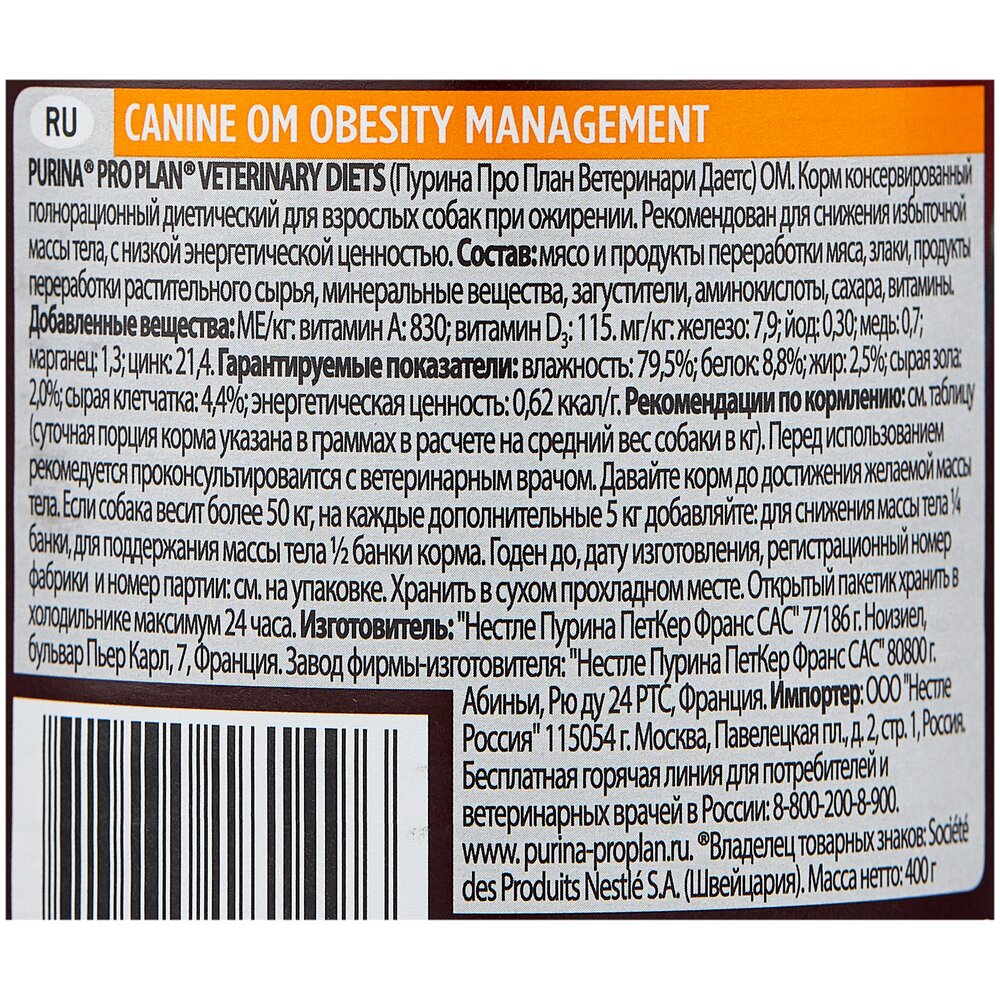 RU CANINE OM OBESITY MANAGEMENT
PURINA® PRO PLAN® VETERINARY DIETS (Пурина Про План Ветеринари Даетс) ОМ. Корм консервированный
полнорационный диетический для взрослых собак при ожирении. Рекомендован для снижения избыточной
массы тела, с низкой энергетической ценностью. Состав: мясо и продукты переработки мяса, злаки, продукты
переработки растительного сырья, минеральные вещества, загустители, аминокислоты, сахара, витамины.
Добавленные вещества: МЕ/кг: витамин А: 830; витамин D₃: 115. мг/кг: железо: 7,9; йод: 0,30; медь: 0,7;
марганец: 1,3; цинк: 21,4. Гарантируемые показатели: влажность: 79,5%; белок: 8,8%; жир: 2,5%; сырая зола:
2,0%; сырая клетчатка: 4,4%; энергетическая ценность: 0,62 ккал/г. Рекомендации по кормлению: см. таблицу
(суточная порция корма указана в граммах в расчете на средний вес собаки в кг). Перед использованием
рекомедуется проконсультироваится с ветеринарным врачом. Давайте корм до достижения желаемой массы
тела. Если собака весит более 50 кг, на каждые дополнительные 5 кг добавляйте: для снижения массы тела ¼
банки, для поддержания массы тела ½ банки корма. Годен до, дату изготовления, регистрационный номер
фабрики и номер партии: см. на упаковке. Хранить в сухом прохладном месте. Открытый пакетик хранить в
холодильнике максимум 24 часа. Изготовитель: "Нестле Пурина ПетКер Франс САС" 77186 г. Ноизиел,
бульвар Пьер Карл, 7, Франция. Завод фирмы-изготовителя: "Нестле Пурина ПетКер Франс САС" 80800 г.
Абиньи, Рю ду 24 РТС, Франция. Импортер: ООО "Нестле
Россия" 115054 г. Москва, Павелецкая пл., д. 2, стр. 1, Россия.
Бесплатная горячая линия для потребителей и
ветеринарных врачей в России: 8-800-200-8-900.
www. purina-proplan.ru. ®Владелец товарных знаков: Société
des Produits Nestlé S.A. (Швейцария). Масса нетто: 400 г